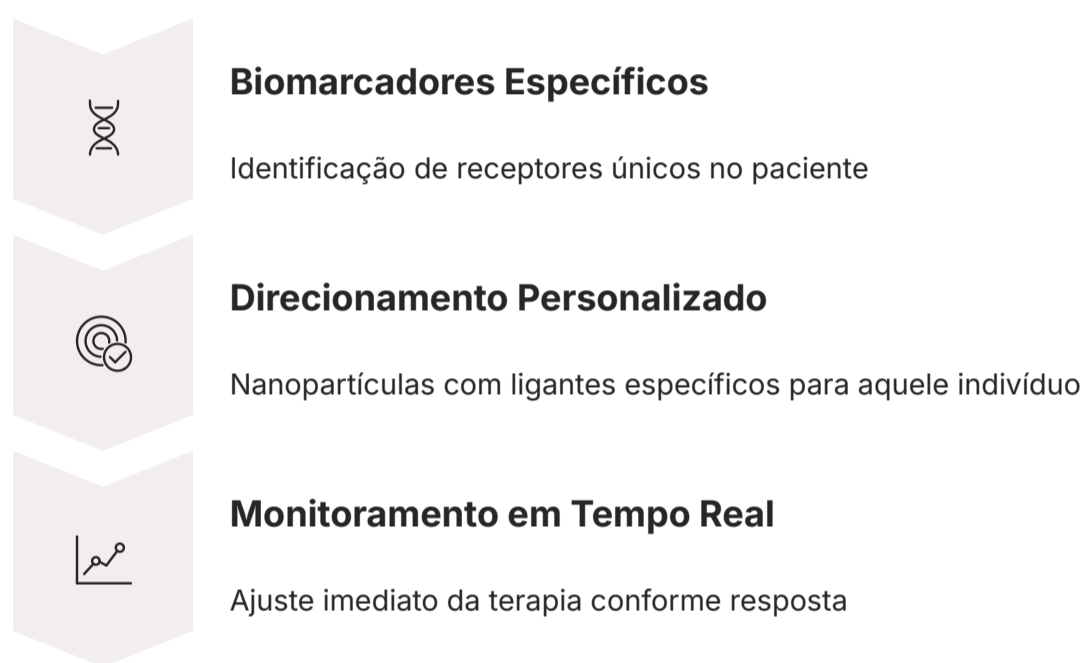 Biomarcadores Específicos
Identificação de receptores únicos no paciente
Direcionamento Personalizado
Nanopartículas com ligantes específicos para aquele indivíduo
Monitoramento em Tempo Real
Ajuste imediato da terapia conforme resposta